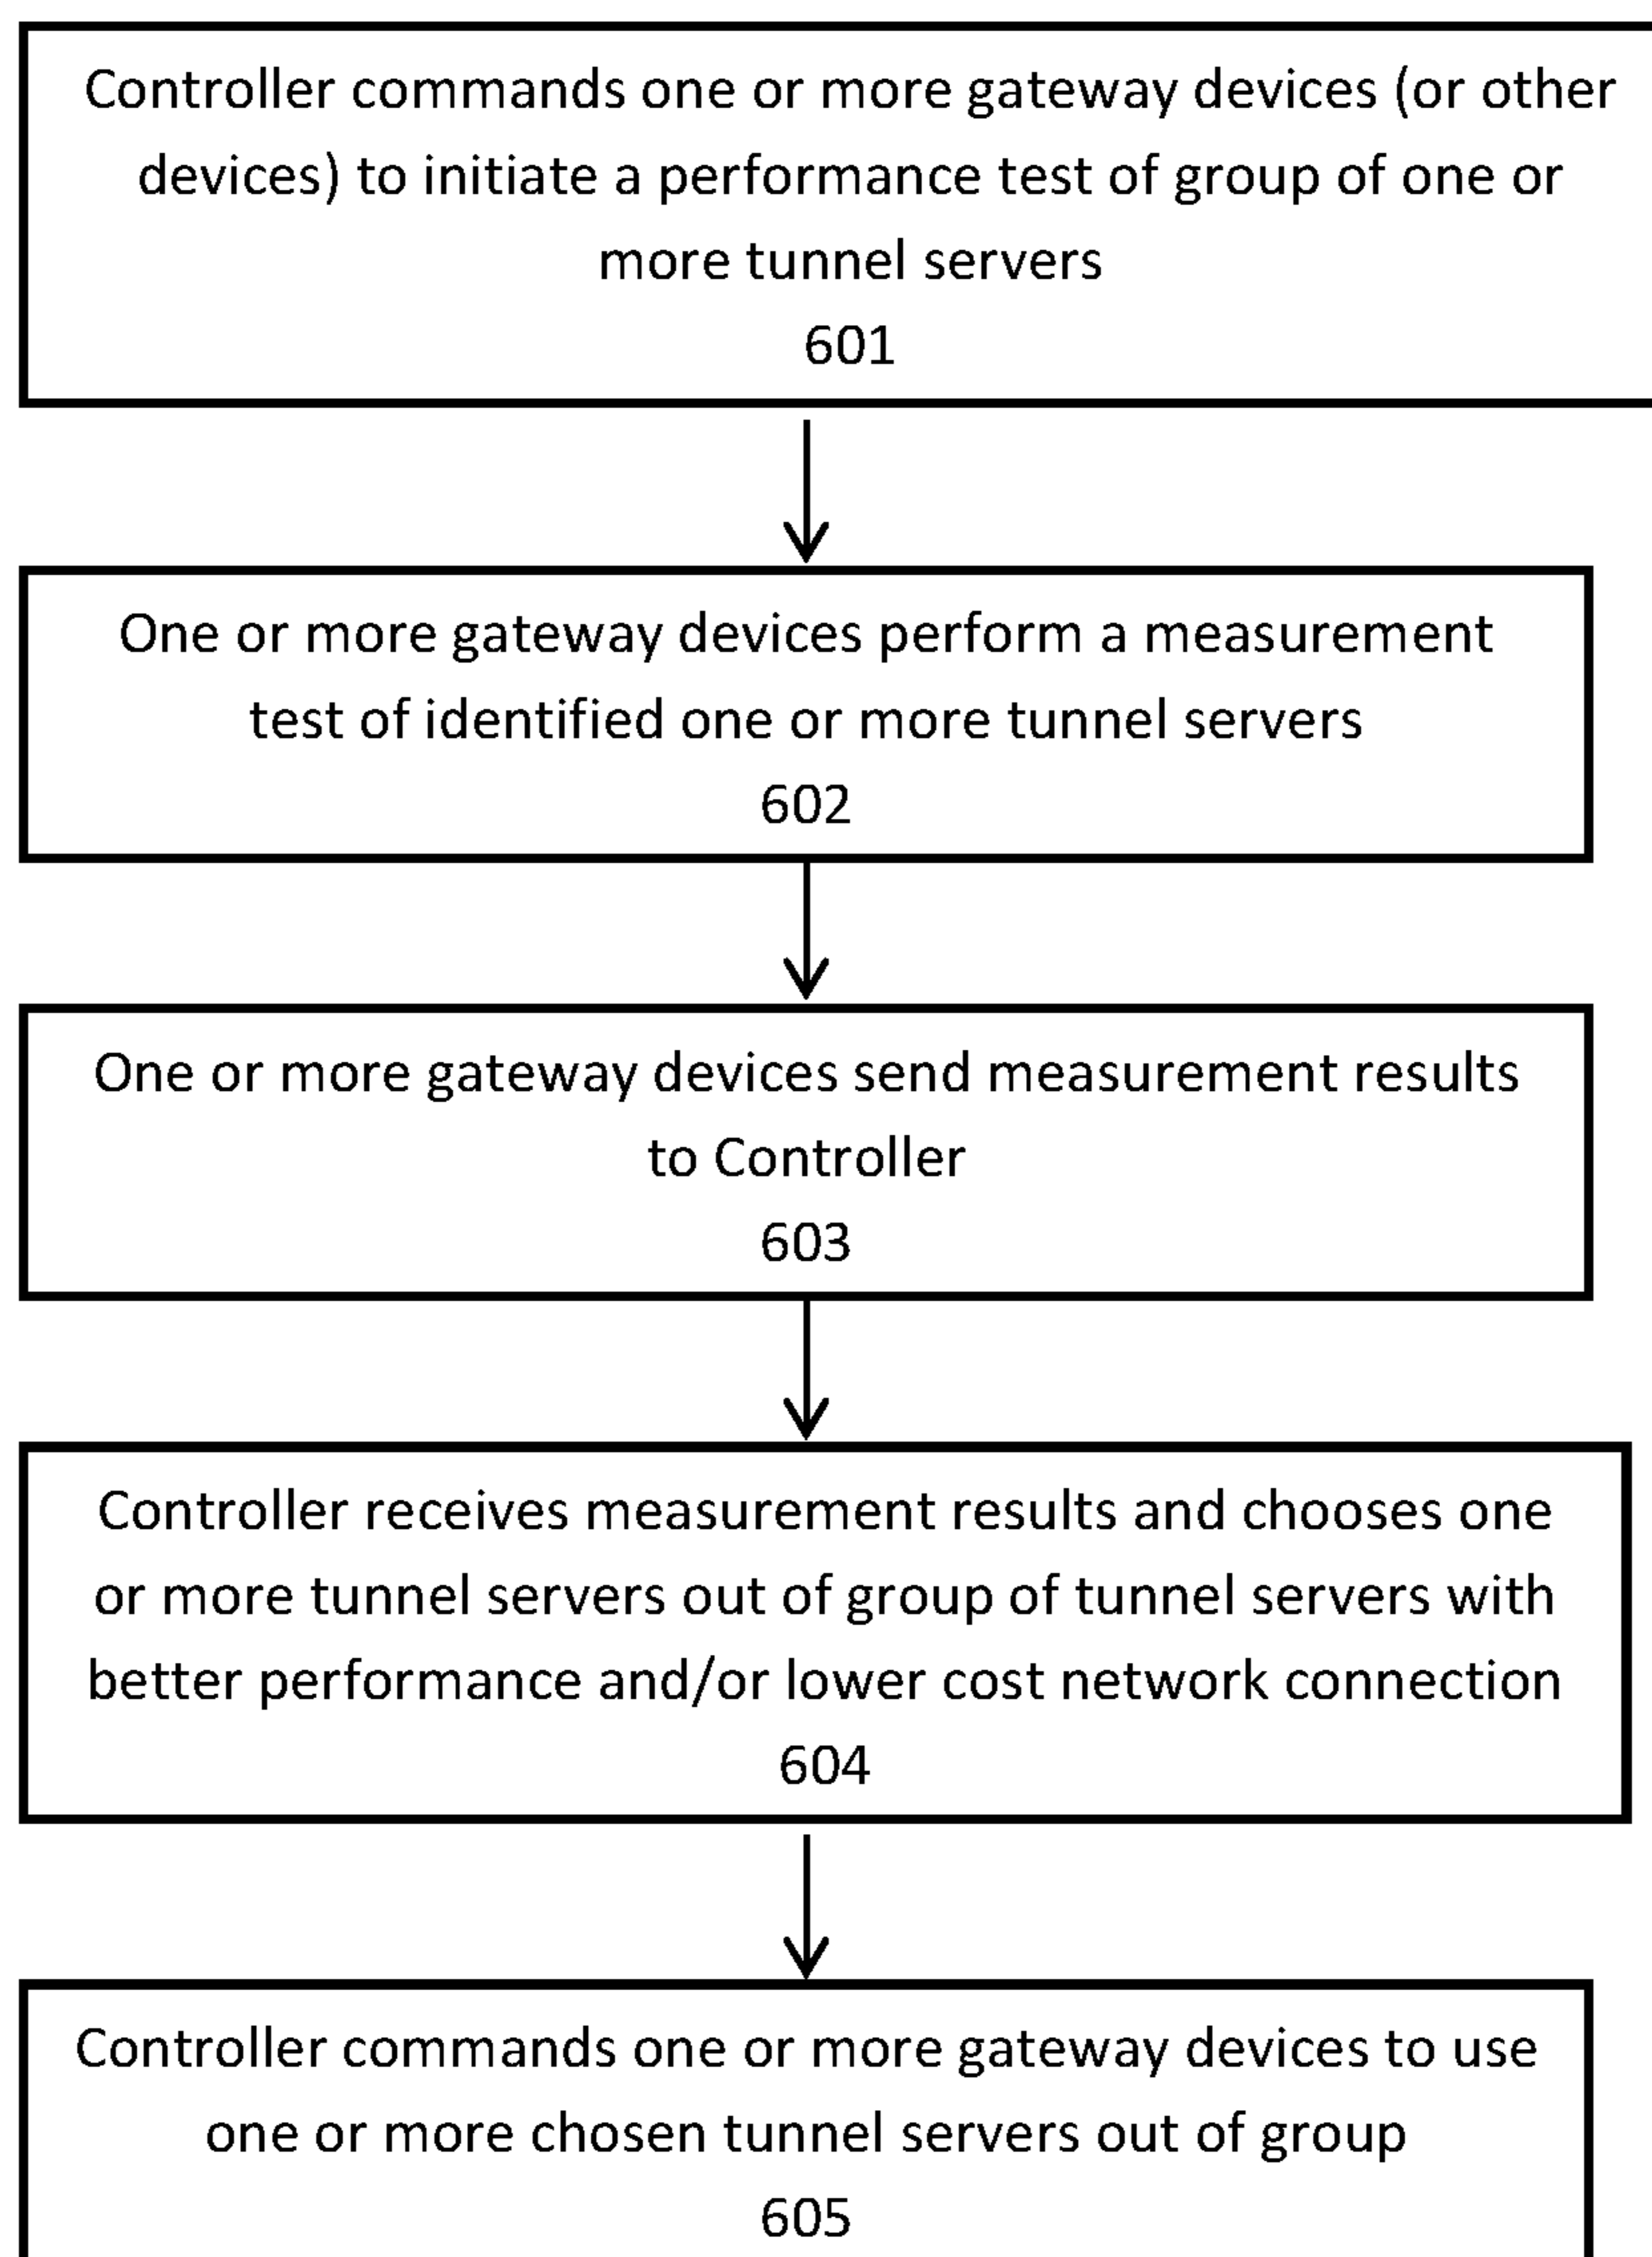 Controller commands one or more gateway devices (or other
devices) to initiate a performance test of group of one or
more tunnel servers
601
One or more gateway devices perform a measurement
test of identified one or more tunnel servers
602
One or more gateway devices send measurement results
to Controller
603
Controller receives measurement results and chooses one
or more tunnel servers out of group of tunnel servers with
better performance and/or lower cost network connection
604
Controller commands one or more gateway devices to use
one or more chosen tunnel servers out of group
605